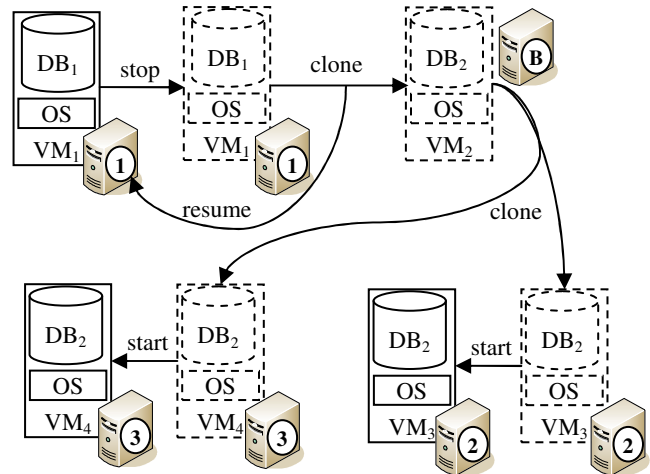 DB1
stop
DB1
clone
DB2
B
OS
OS
OS
VM1
1
VM1
1
VM2
resume
clone
DB2
start
DB2
DB2
start
DB2
OS
OS
OS
OS
VM4
3
VM4
3
VM3
2
VM3
2